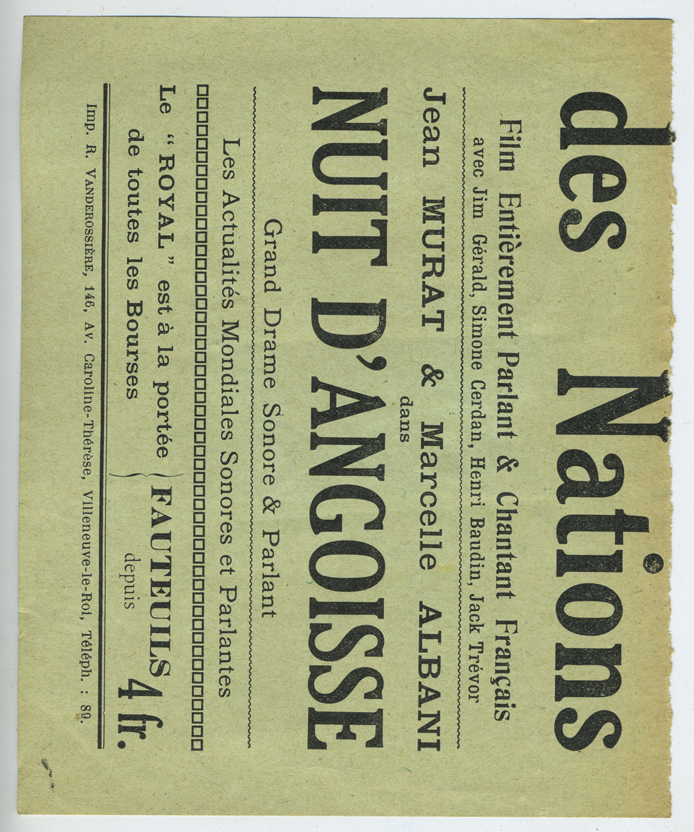 des Nations
Film Entièrement Parlant & Chantant Français
avec Jim Gérald, Simone Cerdan, Henri Baudin, Jack Trévor
Jean MURAT & Marcelle ALBANI
dans
NUIT D'ANGOISSE
Grand Drame Sonore & Parlant
Les Actualités Mondiales Sonores et Parlantes
Le “ ROYAL ” est à la portée
de toutes les Bourses
FAUTEUILS
depuis 4 fr.
Imp. R. VANDEROSSIÈRE, 146, Av. Caroline-Thérèse, Villeneuve-le-Roi, Téléph. : 89.